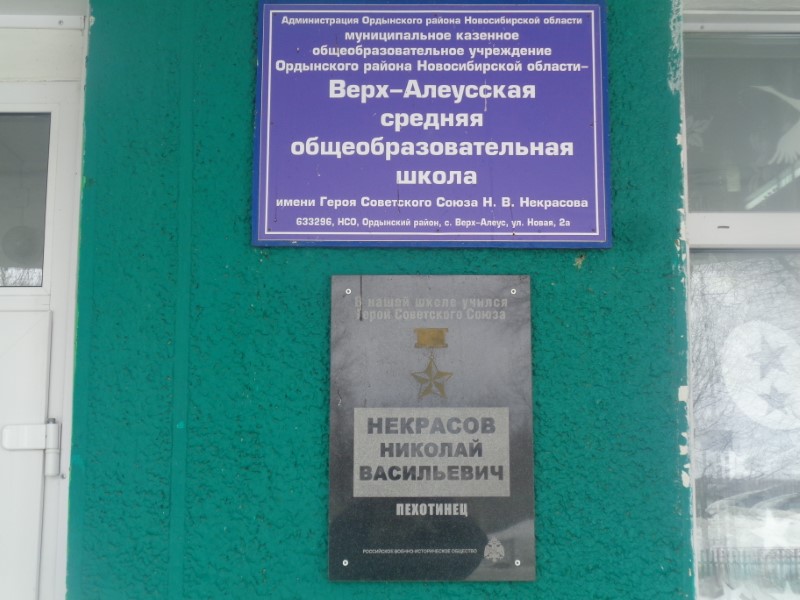 Администрация Ордынского района Новосибирской области
муниципальное казенное
общеобразовательное учреждение
Ордынского района Новосибирской области–
Верх–Алеусская
средняя
общеобразовательная
школа
имени Героя Советского Союза Н. В. Некрасова
633296, НСО, Ордынский район, с. Верх–Алеус, ул. Новая, 2а
В нашей школе учился
Герой Советского Союза
НЕКРАСОВ
НИКОЛАЙ
ВАСИЛЬЕВИЧ
ПЕХОТИНЕЦ
РОССИЙСКОЕ ВОЕННО-ИСТОРИЧЕСКОЕ ОБЩЕСТВО